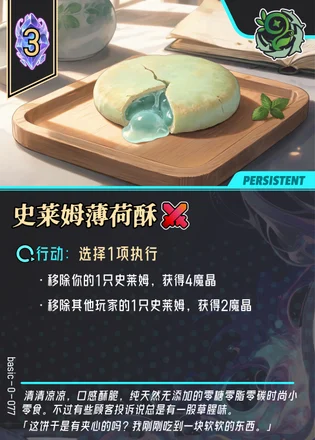 3
PERSISTENT
史莱姆薄荷酥
行动：选择1项执行
·移除你的1只史莱姆，获得4魔晶
·移除其他玩家的1只史莱姆，获得2魔晶
basic-0-077
清清凉凉，口感酥脆，纯天然无添加的零糖零脂零碳时尚小
零食。不过有些顾客投诉说总是有一股草腥味。
「这饼干是有夹心的吗？我刚刚吃到一块软软的东西。」